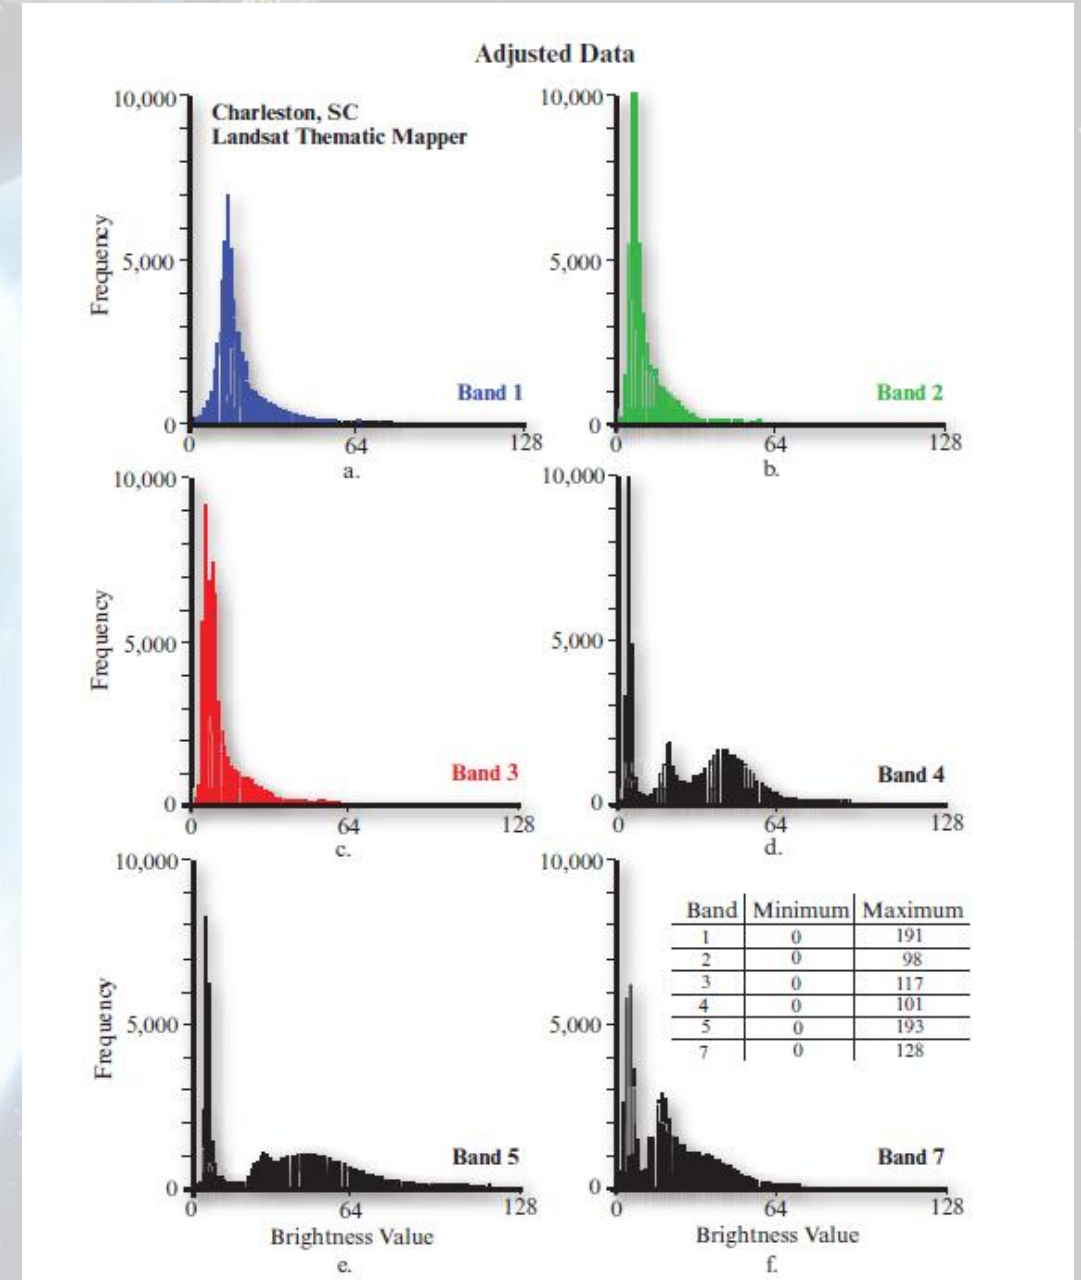 Adjusted Data
Charleston, SC
Landsat Thematic Mapper
10,000
5,000
0
Frequency
Band 1
0 64 128
a.
10,000
5,000
0
Band 2
0 64 128
b.
10,000
5,000
0
Frequency
Band 3
0 64 128
c.
10,000
5,000
0
Band 4
0 64 128
d.
10,000
5,000
0
Frequency
Band 5
0 64 128
Brightness Value
e.
10,000
5,000
0
Band Minimum Maximum
1 0 191
2 0 98
3 0 117
4 0 101
5 0 193
7 0 128
Band 7
0 64 128
Brightness Value
f.